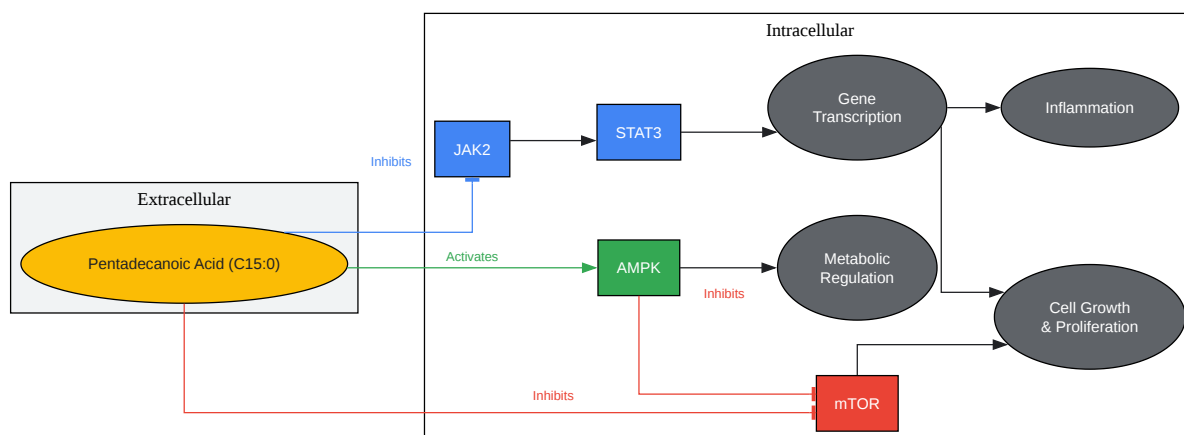 Intracellular
Gene
Transcription
Inflammation
STAT3
JAK2
Inhibits
Extracellular
Pentadecanoic Acid (C15:0)
Activates
AMPK
Inhibits
Metabolic
Regulation
Cell Growth
& Proliferation
Inhibits
mTOR